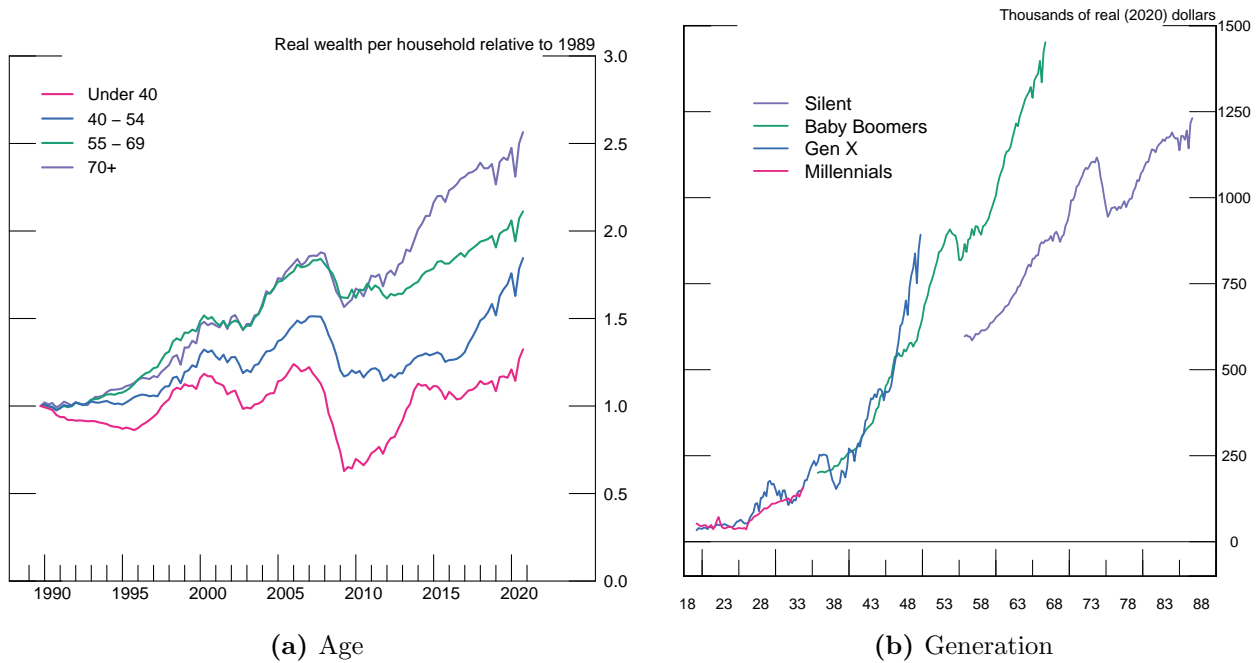 Real wealth per household relative to 1989
3.0
Under 40
40 – 54
55 – 69
70+
2.5
2.0
1.5
1.0
0.5
0.0
1990 1995 2000 2005 2010 2015 2020
(a) Age
Thousands of real (2020) dollars
1500
Silent
Baby Boomers
Gen X
Millennials
1250
1000
750
500
250
0
18 23 28 33 38 43 48 53 58 63 68 73 78 83 88
(b) Generation